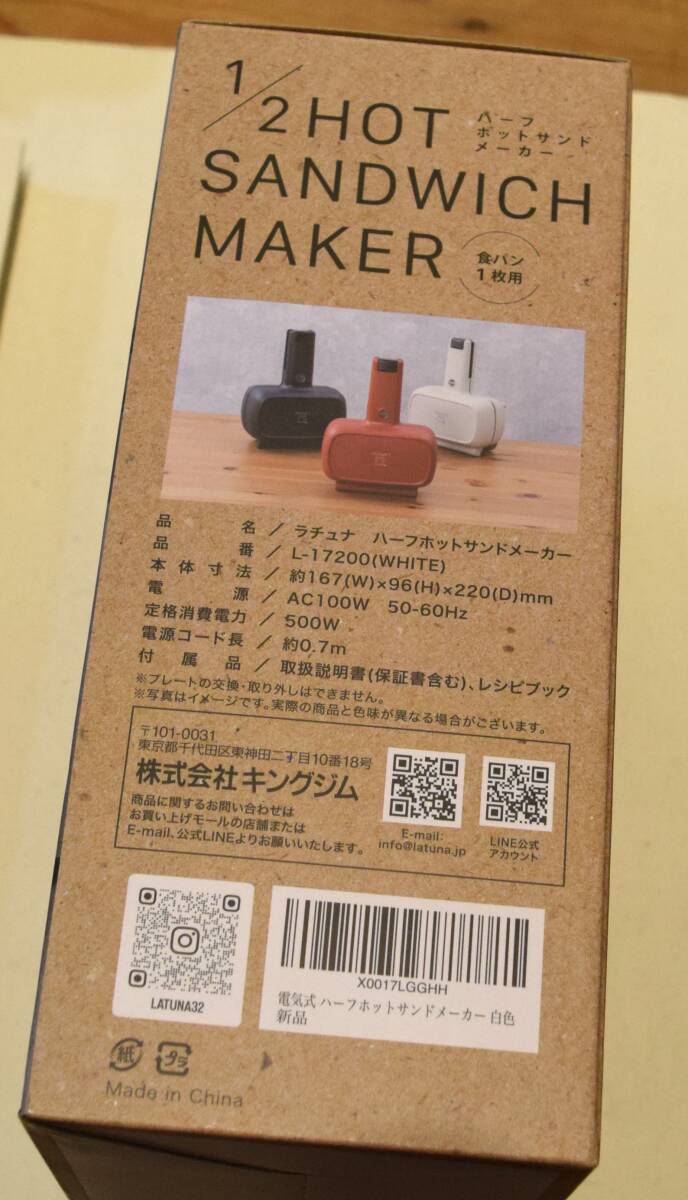 1/2 HOT
ハーフ
ホットサンド
メーカー
SANDWICH
MAKER
食パン
1枚用
品名／ラチュナ ハーフホットサンドメーカー
品番／L-17200(WHITE)
本体寸法／約167(W)×96(H)×220(D)mm
電源／AC100W 50-60Hz
定格消費電力／500W
電源コード長／約0.7m
付属品／取扱説明書(保証書含む)、レシピブック
※プレートの交換・取り外しはできません。
※写真はイメージです。実際の商品と色味が異なる場合がございます。
〒101-0031
東京都千代田区東神田二丁目10番18号
株式会社キングジム
商品に関するお問い合わせは
お買い上げモールの店舗または
E-mail、公式LINEよりお願いいたします。
E-mail:
info@latuna.jp
LINE公式
アカウント
LATUNA32
X0017LGGHH
電気式 ハーフホットサンドメーカー 白色
新品
紙
プラ
Made in China